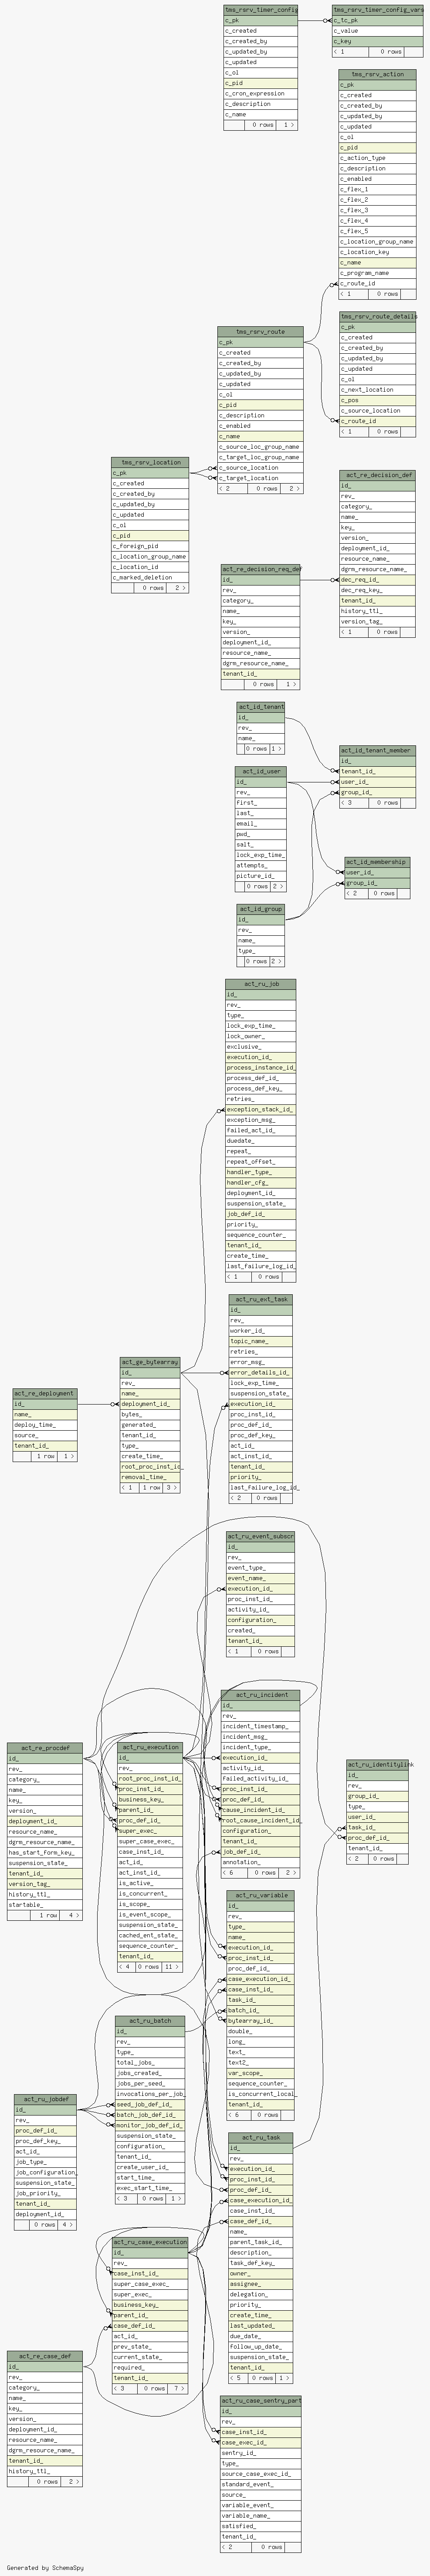 tms_rsrv_timer_config
c_pk
c_created
c_created_by
c_updated_by
c_updated
c_ol
c_pid
c_cron_expression
c_description
c_name
0 rows
1 >
tms_rsrv_timer_config_vars
c_tc_pk
c_value
c_key
< 1
0 rows
tms_rsrv_action
c_pk
c_created
c_created_by
c_updated_by
c_updated
c_ol
c_pid
c_action_type
c_description
c_enabled
c_flex_1
c_flex_2
c_flex_3
c_flex_4
c_flex_5
c_location_group_name
c_location_key
c_name
c_program_name
c_route_id
< 1
0 rows
tms_rsrv_route_details
c_pk
c_created
c_created_by
c_updated_by
c_updated
c_ol
c_next_location
c_pos
c_source_location
c_route_id
< 1
0 rows
tms_rsrv_route
c_pk
c_created
c_created_by
c_updated_by
c_updated
c_ol
c_pid
c_description
c_enabled
c_name
c_source_loc_group_name
c_target_loc_group_name
c_source_location
c_target_location
< 2
0 rows
2 >
tms_rsrv_location
c_pk
c_created
c_created_by
c_updated_by
c_updated
c_ol
c_pid
c_foreign_pid
c_location_group_name
c_location_id
c_marked_deletion
0 rows
2 >
act_re_decision_def
id_
rev_
category_
name_
key_
version_
deployment_id_
resource_name_
dgrm_resource_name_
dec_req_id_
dec_req_key_
tenant_id_
history_ttl_
version_tag_
< 1
0 rows
act_re_decision_req_def
id_
rev_
category_
name_
key_
version_
deployment_id_
resource_name_
dgrm_resource_name_
tenant_id_
0 rows
1 >
act_id_tenant
id_
rev_
name_
0 rows
1 >
act_id_tenant_member
id_
tenant_id_
user_id_
group_id_
< 3
0 rows
act_id_user
id_
rev_
first_
last_
email_
pwd_
salt_
lock_exp_time_
attempts_
picture_id_
0 rows
2 >
act_id_membership
user_id_
group_id_
< 2
0 rows
act_id_group
id_
rev_
name_
type_
0 rows
2 >
act_ru_job
id_
rev_
type_
lock_exp_time_
lock_owner_
exclusive_
execution_id_
process_instance_id_
process_def_id_
process_def_key_
retries_
exception_stack_id_
exception_msg_
failed_act_id_
duedate_
repeat_
repeat_offset_
handler_type_
handler_cfg_
deployment_id_
suspension_state_
job_def_id_
priority_
sequence_counter_
tenant_id_
create_time_
last_failure_log_id_
< 1
0 rows
act_ru_ext_task
id_
rev_
worker_id_
topic_name_
retries_
error_msg_
error_details_id_
lock_exp_time_
suspension_state_
execution_id_
proc_inst_id_
proc_def_id_
proc_def_key_
act_id_
act_inst_id_
tenant_id_
priority_
last_failure_log_id_
< 2
0 rows
act_ge_bytearray
id_
rev_
name_
deployment_id_
bytes_
generated_
tenant_id_
type_
create_time_
root_proc_inst_id_
removal_time_
< 1
1 row
3 >
act_re_deployment
id_
name_
deploy_time_
source_
tenant_id_
1 row
1 >
act_ru_event_subscr
id_
rev_
event_type_
event_name_
execution_id_
proc_inst_id_
activity_id_
configuration_
created_
tenant_id_
< 1
0 rows
act_ru_incident
id_
rev_
incident_timestamp_
incident_msg_
incident_type_
execution_id_
activity_id_
failed_activity_id_
proc_inst_id_
proc_def_id_
cause_incident_id_
root_cause_incident_id_
configuration_
tenant_id_
job_def_id_
annotation_
< 6
0 rows
2 >
act_re_procdef
id_
rev_
category_
name_
key_
version_
deployment_id_
resource_name_
dgrm_resource_name_
has_start_form_key_
suspension_state_
tenant_id_
version_tag_
history_ttl_
startable_
1 row
4 >
act_ru_execution
id_
rev_
root_proc_inst_id_
proc_inst_id_
business_key_
parent_id_
proc_def_id_
super_exec_
super_case_exec_
case_inst_id_
act_id_
act_inst_id_
is_active_
is_concurrent_
is_scope_
is_event_scope_
suspension_state_
cached_ent_state_
sequence_counter_
tenant_id_
< 4
0 rows
11 >
act_ru_identitylink
id_
rev_
group_id_
type_
user_id_
task_id_
proc_def_id_
tenant_id_
< 2
0 rows
act_ru_variable
id_
rev_
type_
name_
execution_id_
proc_inst_id_
proc_def_id_
case_execution_id_
case_inst_id_
task_id_
batch_id_
bytearray_id_
double_
long_
text_
text2_
var_scope_
sequence_counter_
is_concurrent_local_
tenant_id_
< 6
0 rows
act_ru_batch
id_
rev_
type_
total_jobs_
jobs_created_
jobs_per_seed_
invocations_per_job_
seed_job_def_id_
batch_job_def_id_
monitor_job_def_id_
suspension_state_
configuration_
tenant_id_
create_user_id_
start_time_
exec_start_time_
< 3
0 rows
1 >
act_ru_jobdef
id_
rev_
proc_def_id_
proc_def_key_
act_id_
job_type_
job_configuration_
suspension_state_
job_priority_
tenant_id_
deployment_id_
0 rows
4 >
act_ru_task
id_
rev_
execution_id_
proc_inst_id_
proc_def_id_
case_execution_id_
case_inst_id_
case_def_id_
name_
parent_task_id_
description_
task_def_key_
owner_
assignee_
delegation_
priority_
create_time_
last_updated_
due_date_
follow_up_date_
suspension_state_
tenant_id_
< 5
0 rows
1 >
act_ru_case_execution
id_
rev_
case_inst_id_
super_case_exec_
super_exec_
business_key_
parent_id_
case_def_id_
act_id_
prev_state_
current_state_
required_
tenant_id_
< 3
0 rows
7 >
act_re_case_def
id_
rev_
category_
name_
key_
version_
deployment_id_
resource_name_
dgrm_resource_name_
tenant_id_
history_ttl_
0 rows
2 >
act_ru_case_sentry_part
id_
rev_
case_inst_id_
case_exec_id_
sentry_id_
type_
source_case_exec_id_
standard_event_
source_
variable_event_
variable_name_
satisfied_
tenant_id_
< 2
0 rows
Generated by SchemaSpy